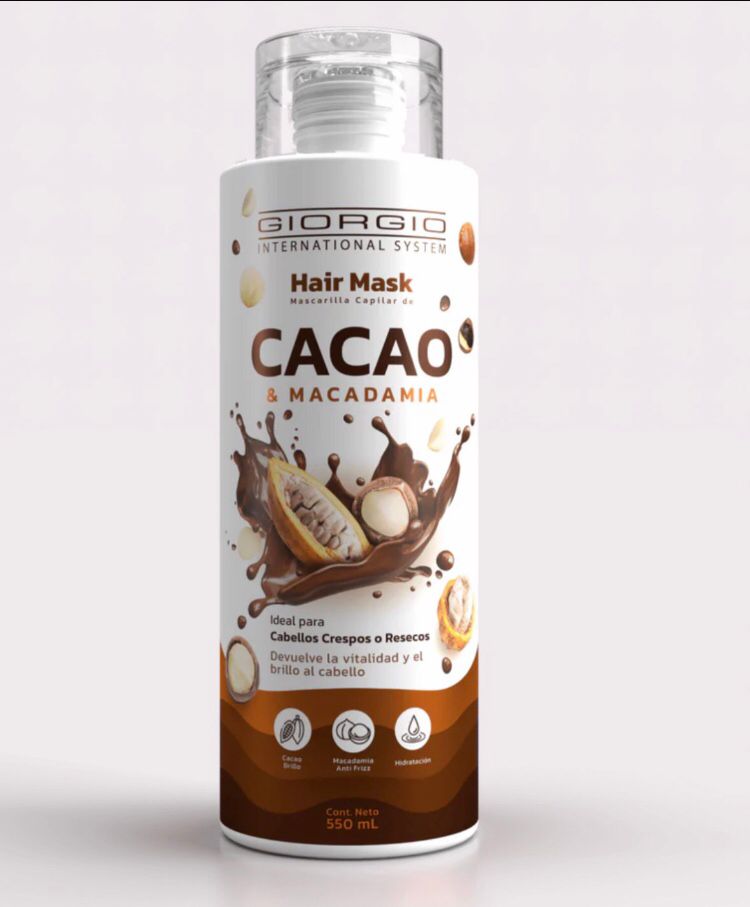 GIORGIO
INTERNATIONAL SYSTEM
Hair Mask
Mascarilla Capilar de
CACAO
& MACADAMIA
Ideal para
Cabellos Crespos o Resecos
Devuelve la vitalidad y el
brillo al cabello
Cacao
Brillo
Macadamia
Anti Frizz
Hidratación
Cont. Neto
550 mL